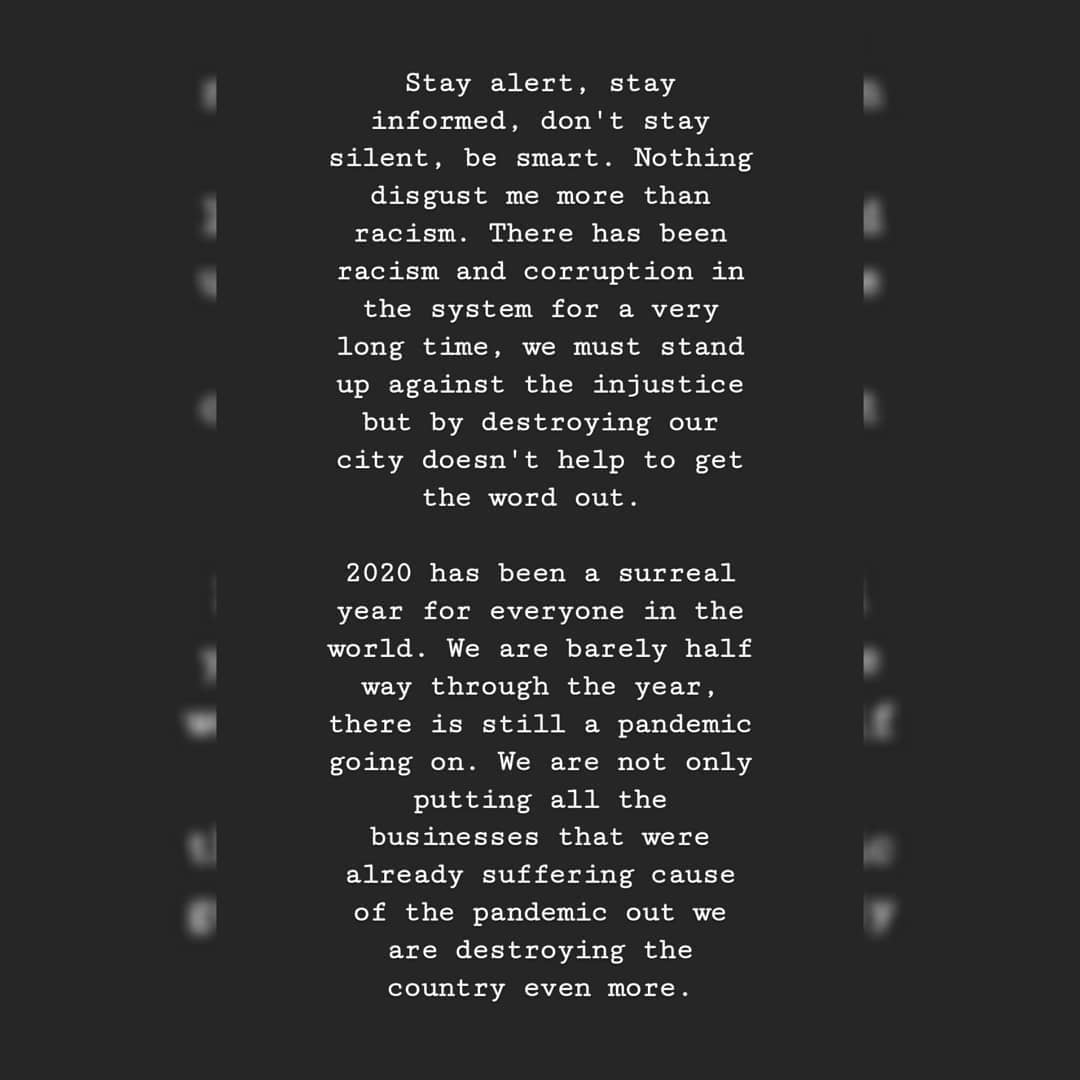 Stay alert, stay
informed, don't stay
silent, be smart. Nothing
disgust me more than
racism. There has been
racism and corruption in
the system for a very
long time, we must stand
up against the injustice
but by destroying our
city doesn't help to get
the word out.
2020 has been a surreal
year for everyone in the
world. We are barely half
way through the year,
there is still a pandemic
going on. We are not only
putting all the
businesses that were
already suffering cause
of the pandemic out we
are destroying the
country even more.